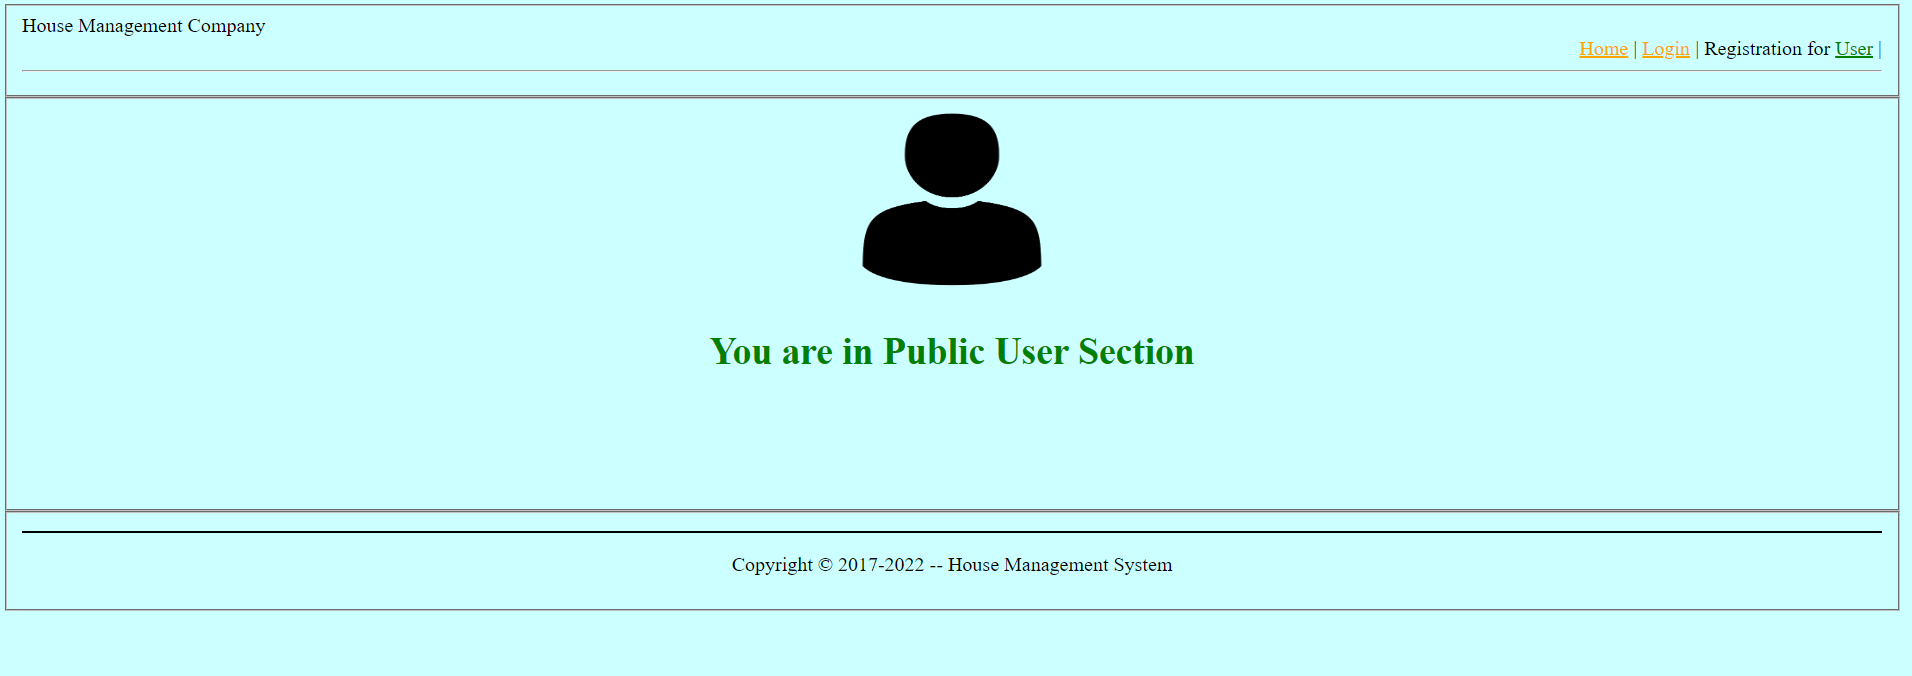 House Management Company
Home | Login | Registration for User |
You are in Public User Section
Copyright © 2017-2022 -- House Management System